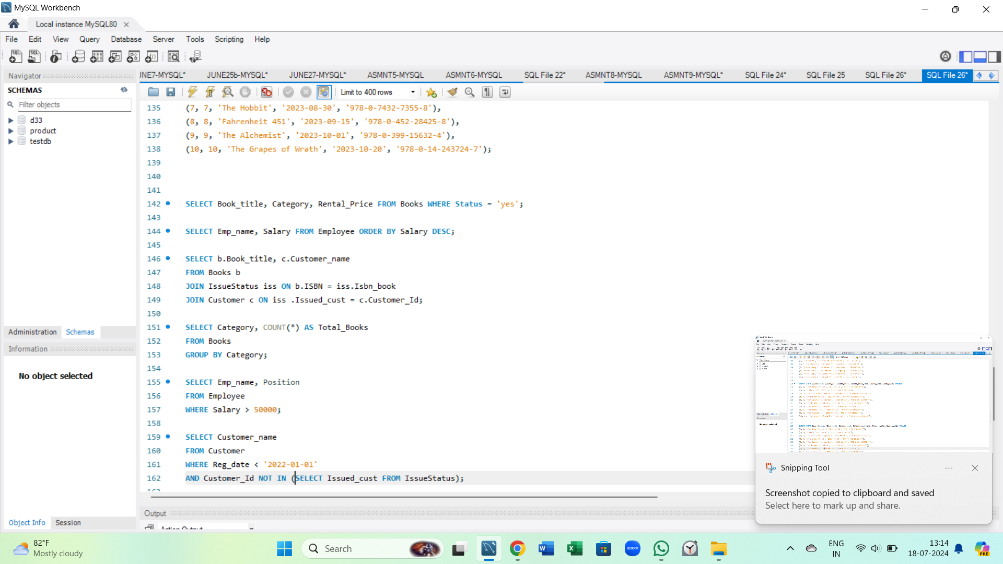 MySQL Workbench
Local instance MySQL80
File Edit View Query Database Server Tools Scripting Help
Navigator
SCHEMAS
Filter objects
d33
product
testdb
Administration Schemas
Information
No object selected
Object Info Session
UNE7-MYSQL* JUNE25b-MYSQL* JUNE27-MYSQL* ASMNT5-MYSQL ASMNT6-MYSQL SQL File 22* ASMNT8-MYSQL ASMNT9-MYSQL* SQL File 24* SQL File 25 SQL File 26* SQL File 26*
Limit to 400 rows
135 (7, 7, 'The Hobbit', '2023-08-30', '978-0-7432-7355-8'),
136 (8, 8, 'Fahrenheit 451', '2023-09-15', '978-0-452-28425-8'),
137 (9, 9, 'The Alchemist', '2023-10-01', '978-0-399-15632-4'),
138 (10, 10, 'The Grapes of Wrath', '2023-10-20', '978-0-14-243724-7');
139
140
141
142 SELECT Book_title, Category, Rental_Price FROM Books WHERE Status = 'yes';
143
144 SELECT Emp_name, Salary FROM Employee ORDER BY Salary DESC;
145
146 SELECT b.Book_title, c.Customer_name
147 FROM Books b
148 JOIN IssueStatus iss ON b.ISBN = iss.Isbn_book
149 JOIN Customer c ON iss .Issued_cust = c.Customer_Id;
150
151 SELECT Category, COUNT(*) AS Total_Books
152 FROM Books
153 GROUP BY Category;
154
155 SELECT Emp_name, Position
156 FROM Employee
157 WHERE Salary > 50000;
158
159 SELECT Customer_name
160 FROM Customer
161 WHERE Reg_date < '2022-01-01'
162 AND Customer_Id NOT IN (SELECT Issued_cust FROM IssueStatus);
Output
Snipping Tool
Screenshot copied to clipboard and saved
Select here to mark up and share.
82°F
Mostly cloudy
Search
ENG
IN
13:14
18-07-2024